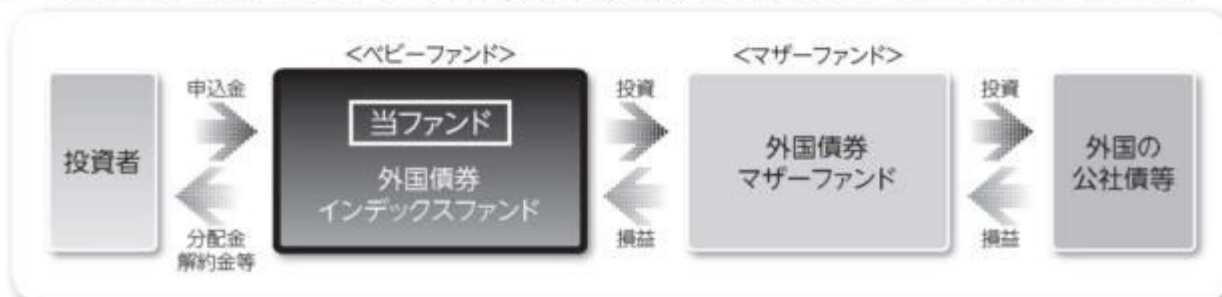 <ベビーファンド>
<マザーファンド>
申込金
投資
投資
投資者
当ファンド
外国債券
インデックスファンド
外国債券
マザーファンド
外国の
公社債等
分配金
解約金等
損益
損益